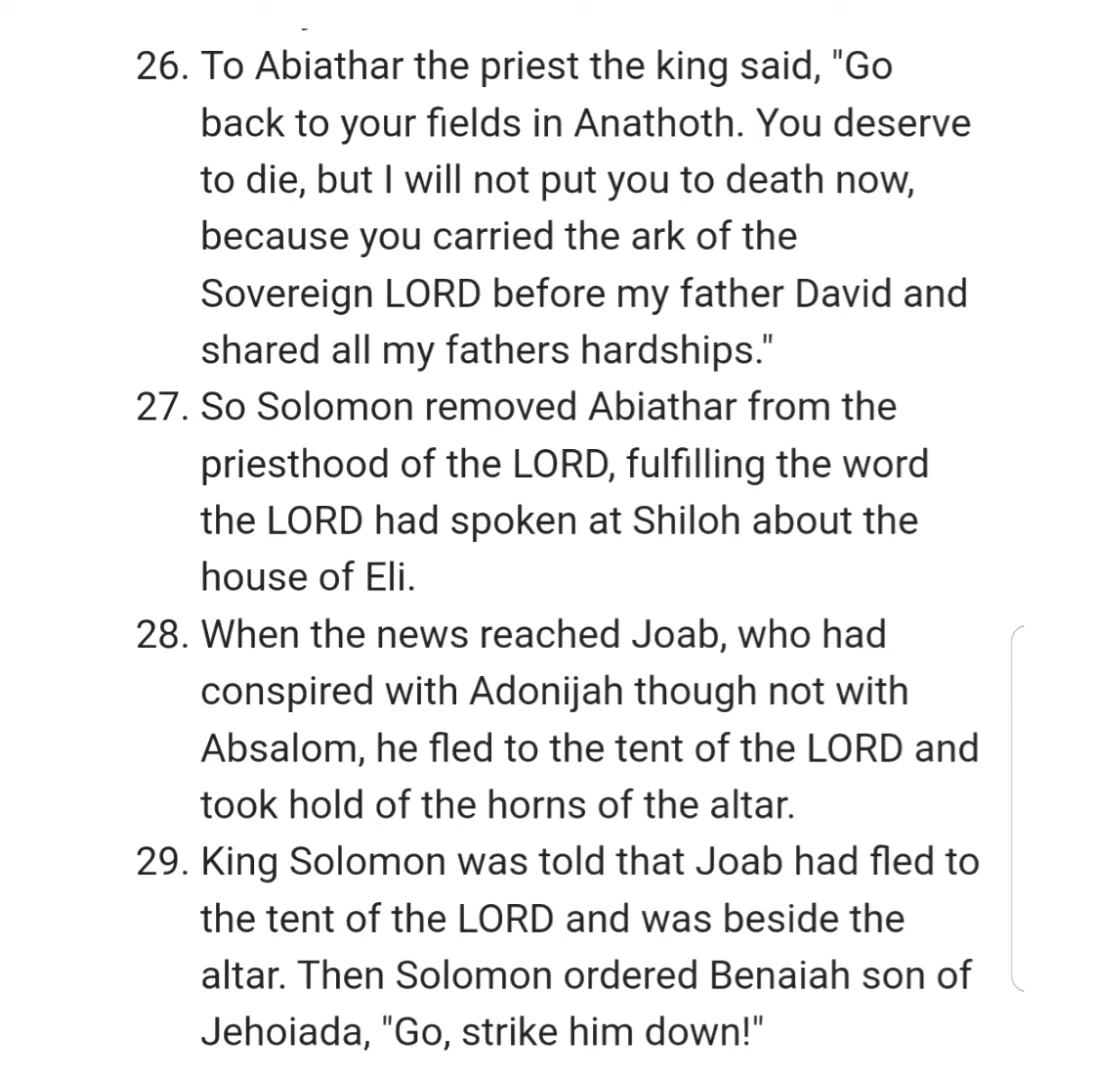 26. To Abiathar the priest the king said, "Go
back to your fields in Anathoth. You deserve
to die, but I will not put you to death now,
because you carried the ark of the
Sovereign LORD before my father David and
shared all my fathers hardships."
27. So Solomon removed Abiathar from the
priesthood of the LORD, fulfilling the word
the LORD had spoken at Shiloh about the
house of Eli.
28. When the news reached Joab, who had
conspired with Adonijah though not with
Absalom, he fled to the tent of the LORD and
took hold of the horns of the altar.
29. King Solomon was told that Joab had fled to
the tent of the LORD and was beside the
altar. Then Solomon ordered Benaiah son of
Jehoiada, "Go, strike him down!"